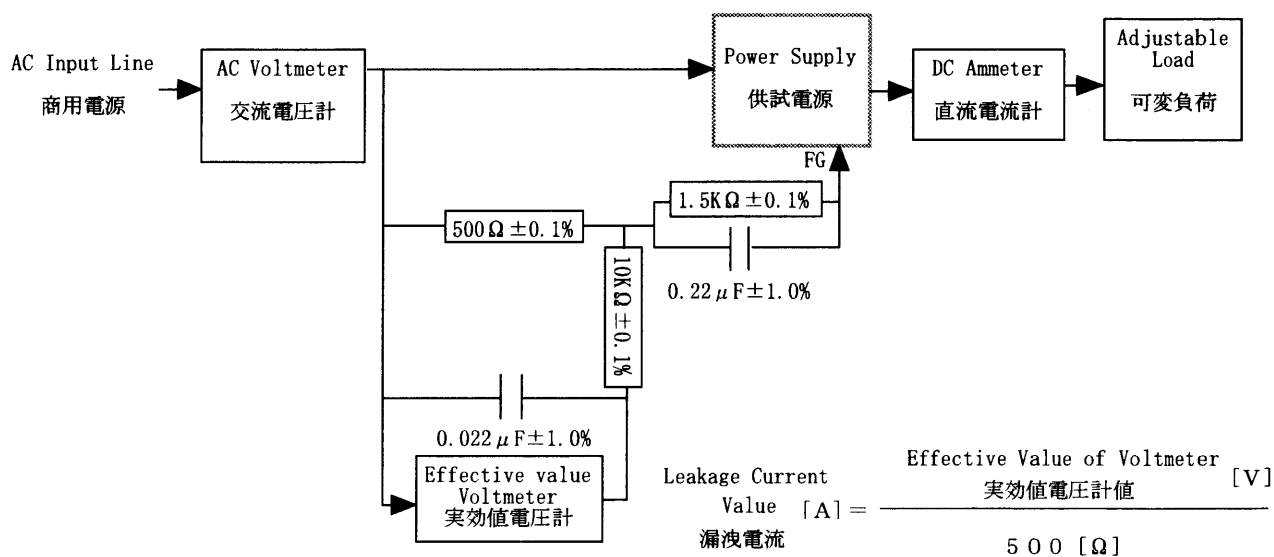 AC Input Line
商用電源
AC Voltmeter
交流電圧計
Power Supply
供試電源
FG
DC Ammeter
直流電流計
Adjustable
Load
可変負荷
1.5KΩ±0.1%
500Ω±0.1%
0.22μF±1.0%
10KΩ±0.1%
0.022μF±1.0%
Effective value
Voltmeter
実効値電圧計
Leakage Current
Value [A]=
漏洩電流
Effective Value of Voltmeter [V]
実効値電圧計値
500[Ω]